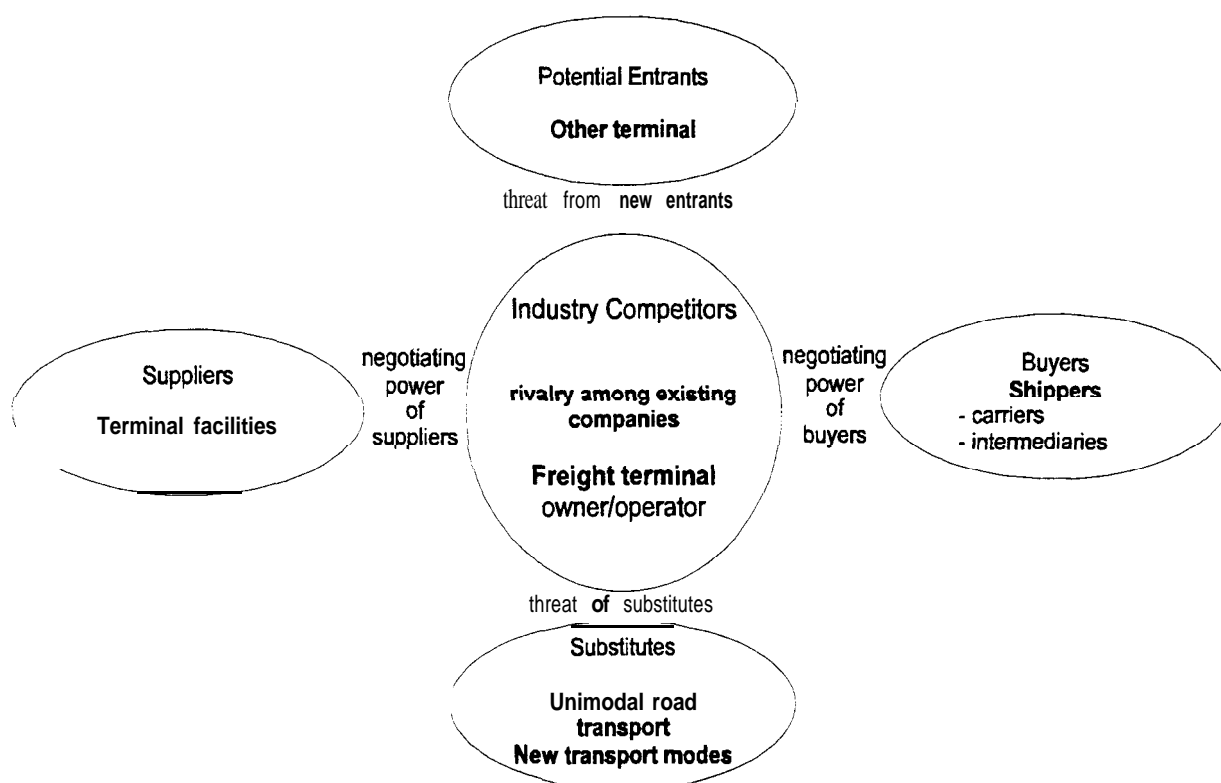 Potential Entrants
Other terminal
threat from new entrants
Industry Competitors
rivalry among existing
companies
Freight terminal
owner/operator
Suppliers
Terminal facilities
negotiating
power
of
suppliers
negotiating
power
of
buyers
Buyers
Shippers
- carriers
- intermediaries
threat of substitutes
Substitutes
Unimodal road
transport
New transport modes